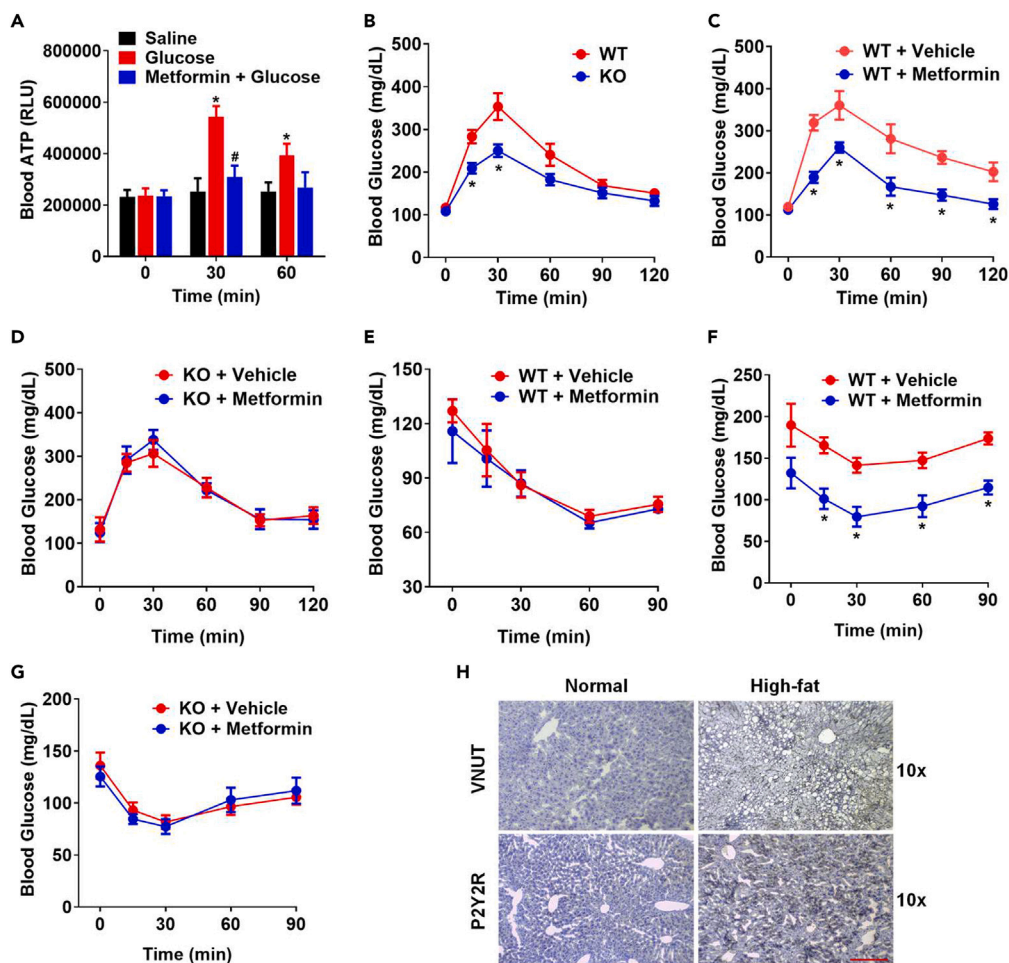 A
Saline
Glucose
Metformin + Glucose
Blood ATP (RLU)
800000
600000
400000
200000
0
*
#
*
0 30 60
Time (min)
B
WT
KO
Blood Glucose (mg/dL)
500
400
300
200
100
0
* *
0 30 60 90 120
Time (min)
C
WT + Vehicle
WT + Metformin
Blood Glucose (mg/dL)
500
400
300
200
100
0
* * * * *
0 30 60 90 120
Time (min)
D
KO + Vehicle
KO + Metformin
Blood Glucose (mg/dL)
500
400
300
200
100
0
0 30 60 90 120
Time (min)
E
WT + Vehicle
WT + Metformin
Blood Glucose (mg/dL)
150
120
90
60
30
0 30 60 90
Time (min)
F
WT + Vehicle
WT + Metformin
Blood Glucose (mg/dL)
250
200
150
100
50
0
* * * *
0 30 60 90
Time (min)
G
KO + Vehicle
KO + Metformin
Blood Glucose (mg/dL)
200
150
100
50
0
0 30 60 90
Time (min)
H
Normal High-fat
VNUT
10x
P2Y2R
10x